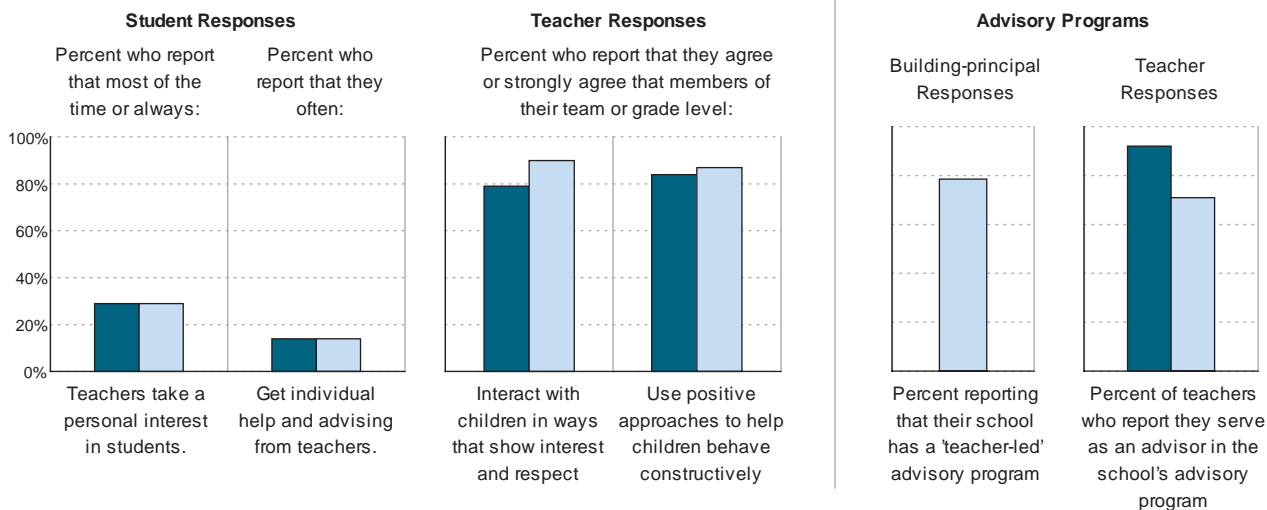 Student Responses
Percent who report
that most of the
time or always:
Percent who
report that they
often:
Teacher Responses
Percent who report that they agree
or strongly agree that members of
their team or grade level:
Advisory Programs
Building-principal
Responses
Teacher
Responses
100%
80%
60%
40%
20%
0%
Teachers take a
personal interest
in students.
Get individual
help and advising
from teachers.
Interact with
children in ways
that show interest
and respect
Use positive
approaches to help
children behave
constructively
Percent reporting
that their school
has a 'teacher-led’
advisory program
Percent of teachers
who report they serve
as an advisor in the
school’s advisory
program